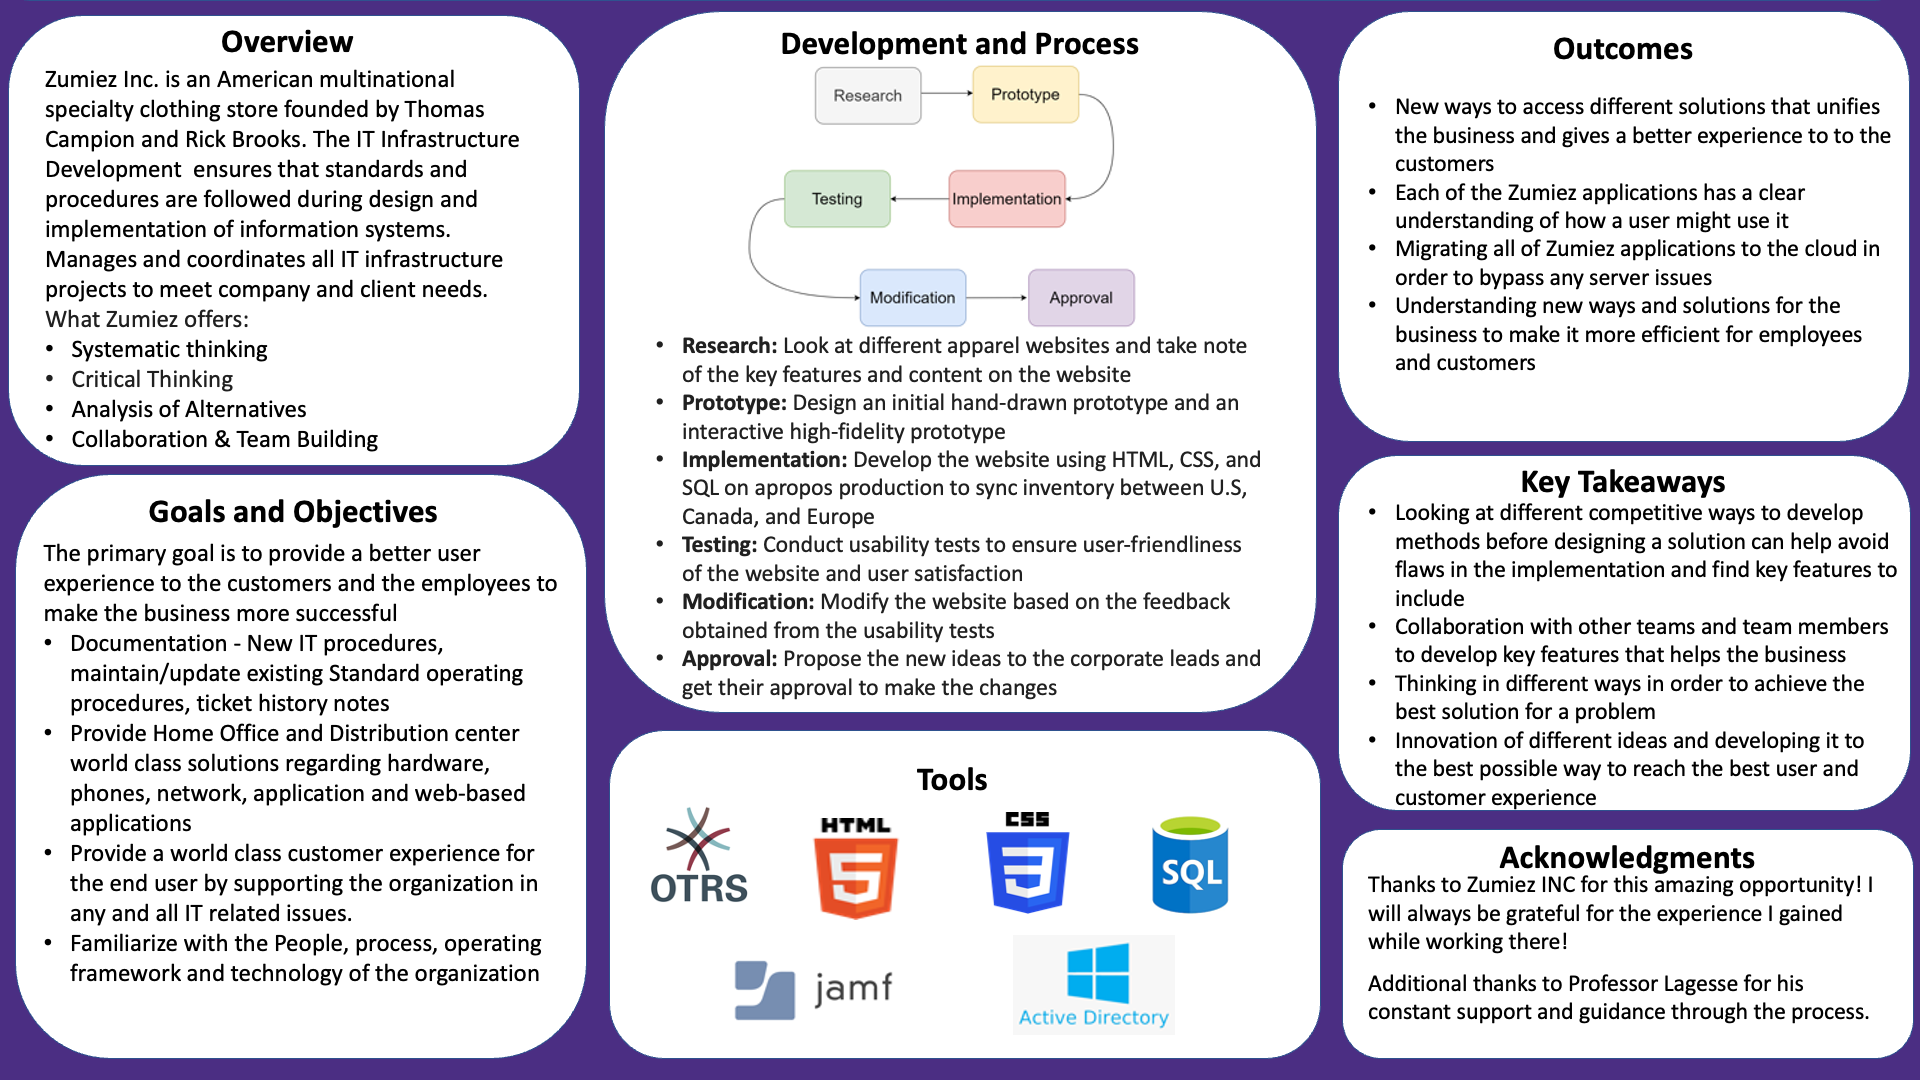 Overview
Zumiez Inc. is an American multinational
specialty clothing store founded by Thomas
Campion and Rick Brooks. The IT Infrastructure
Development  ensures that standards and
procedures are followed during design and
implementation of information systems.
Manages and coordinates all IT infrastructure
projects to meet company and client needs.
What Zumiez offers:
• Systematic thinking
• Critical Thinking
• Analysis of Alternatives
• Collaboration & Team Building
Goals and Objectives
The primary goal is to provide a better user
experience to the customers and the employees to
make the business more successful
• Documentation - New IT procedures,
maintain/update existing Standard operating
procedures, ticket history notes
• Provide Home Office and Distribution center
world class solutions regarding hardware,
phones, network, application and web-based
applications
• Provide a world class customer experience for
the end user by supporting the organization in
any and all IT related issues.
• Familiarize with the People, process, operating
framework and technology of the organization
Development and Process
Research
Prototype
Implementation
Testing
Modification
Approval
• Research: Look at different apparel websites and take note
of the key features and content on the website
• Prototype: Design an initial hand-drawn prototype and an
interactive high-fidelity prototype
• Implementation: Develop the website using HTML, CSS, and
SQL on apropos production to sync inventory between U.S,
Canada, and Europe
• Testing: Conduct usability tests to ensure user-friendliness
of the website and user satisfaction
• Modification: Modify the website based on the feedback
obtained from the usability tests
• Approval: Propose the new ideas to the corporate leads and
get their approval to make the changes
Tools
OTRS
HTML
5
CSS
3
SQL
jamf
Active Directory
Outcomes
• New ways to access different solutions that unifies
the business and gives a better experience to to the
customers
• Each of the Zumiez applications has a clear
understanding of how a user might use it
• Migrating all of Zumiez applications to the cloud in
order to bypass any server issues
• Understanding new ways and solutions for the
business to make it more efficient for employees
and customers
Key Takeaways
• Looking at different competitive ways to develop
methods before designing a solution can help avoid
flaws in the implementation and find key features to
include
• Collaboration with other teams and team members
to develop key features that helps the business
• Thinking in different ways in order to achieve the
best solution for a problem
• Innovation of different ideas and developing it to
the best possible way to reach the best user and
customer experience
Acknowledgments
Thanks to Zumiez INC for this amazing opportunity! I
will always be grateful for the experience I gained
while working there!
Additional thanks to Professor Lagesse for his
constant support and guidance through the process.